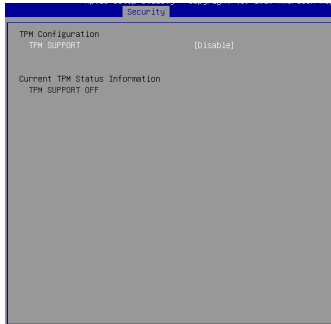 Security
TPM Configuration
TPM SUPPORT [Disable]
Current TPM Status Information
TPM SUPPORT OFF